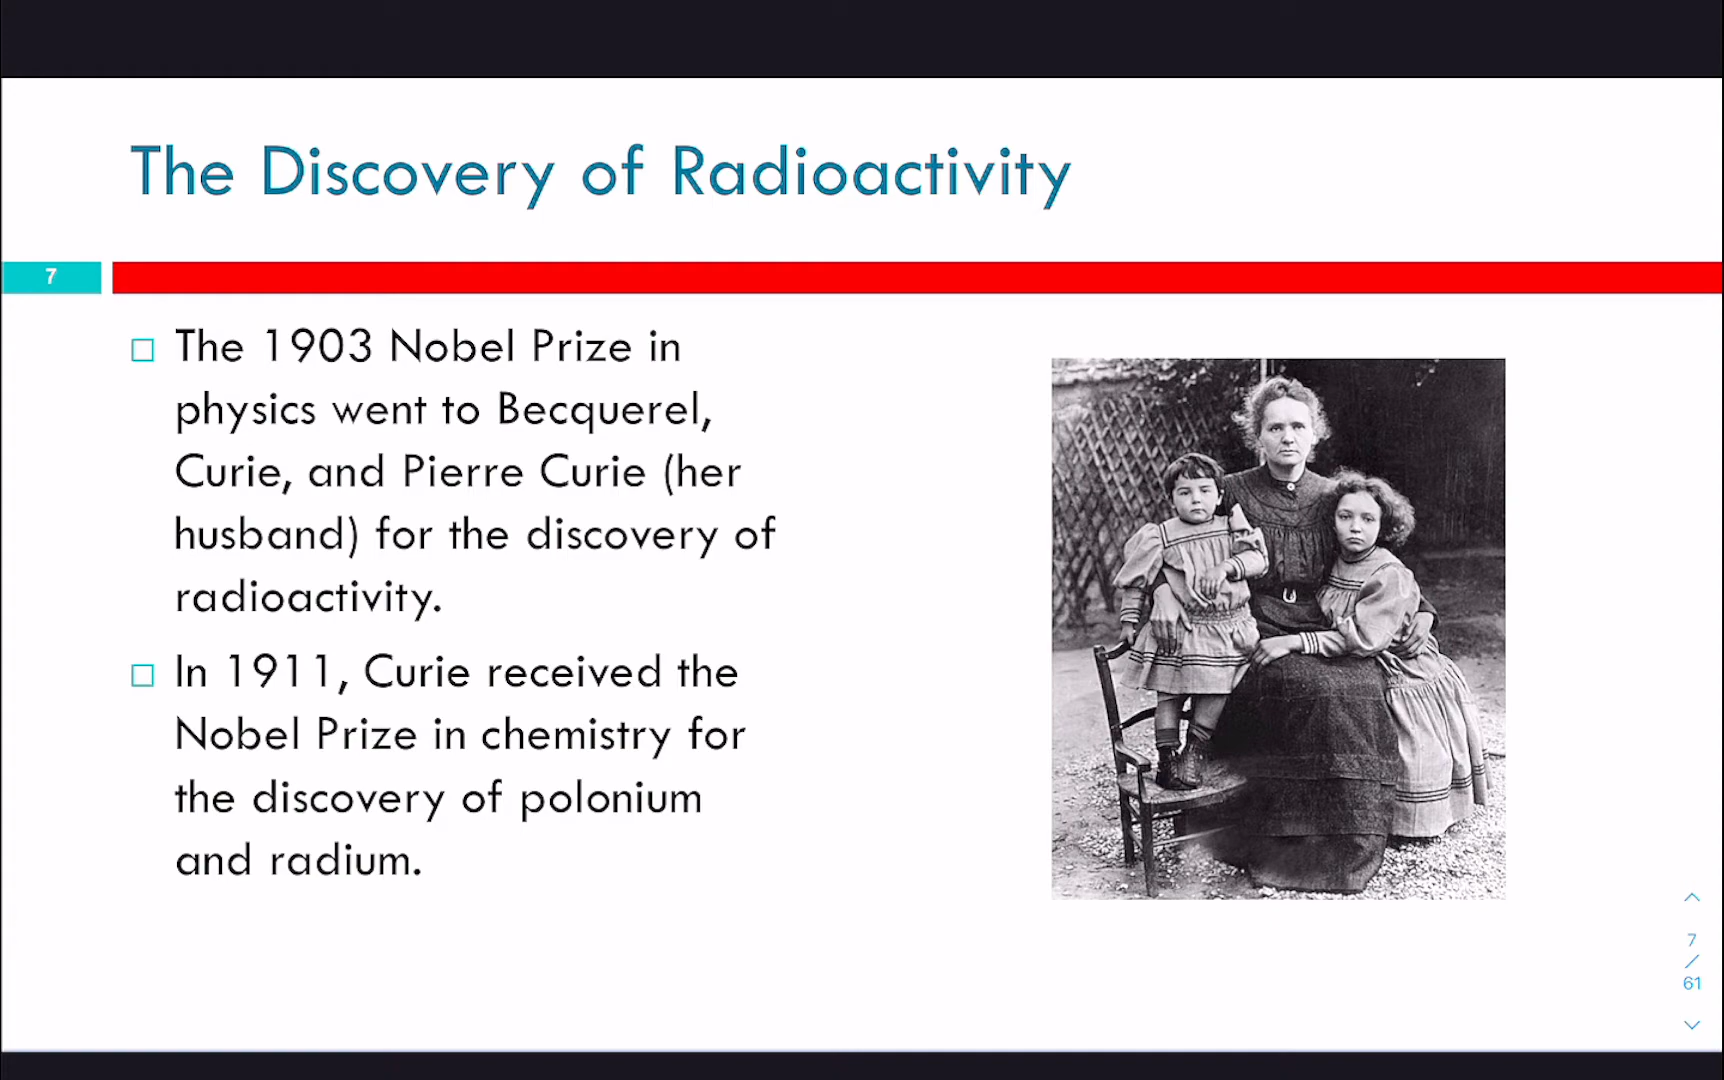 The Discovery of Radioactivity
7
The 1903 Nobel Prize in
physics went to Becquerel,
Curie, and Pierre Curie (her
husband) for the discovery of
radioactivity.
In 1911, Curie received the
Nobel Prize in chemistry for
the discovery of polonium
and radium.
7
/
61